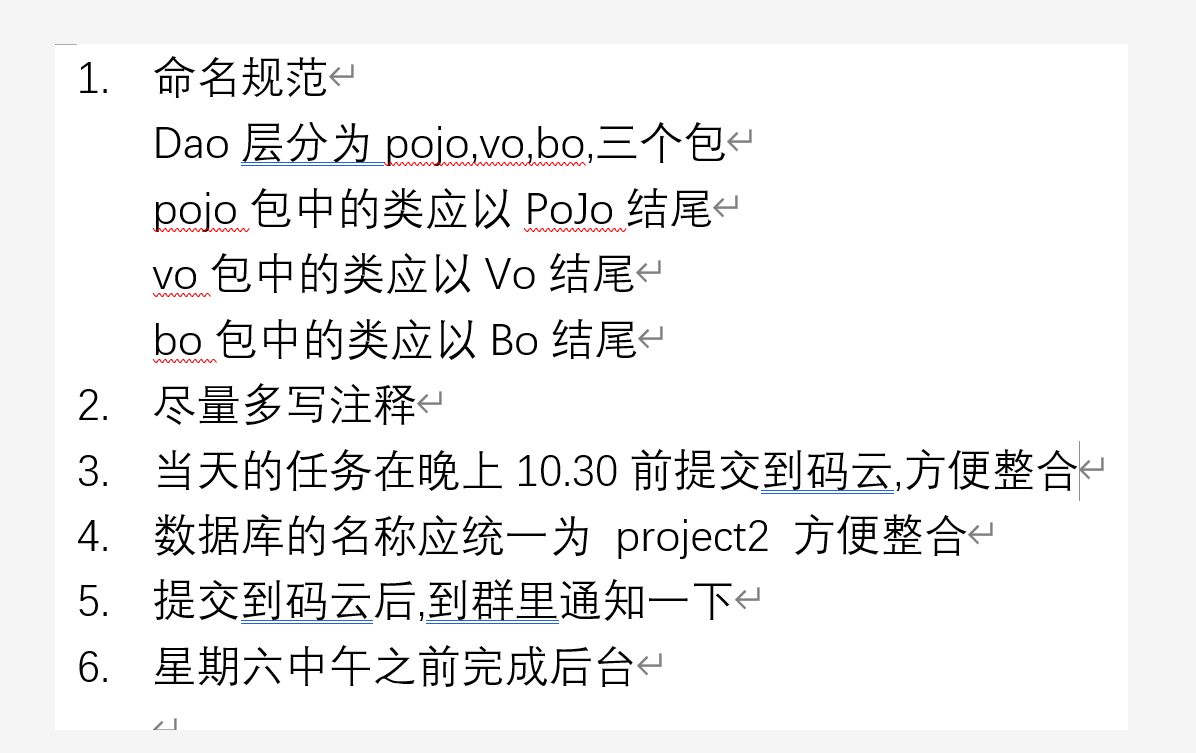 1. 命名规范
Dao 层分为 pojo,vo,bo,三个包
pojo 包中的类应以 PoJo 结尾
vo 包中的类应以 Vo 结尾
bo 包中的类应以 Bo 结尾
2. 尽量多写注释
3. 当天的任务在晚上 10.30 前提交到码云,方便整合
4. 数据库的名称应统一为 project2 方便整合
5. 提交到码云后,到群里通知一下
6. 星期六中午之前完成后台